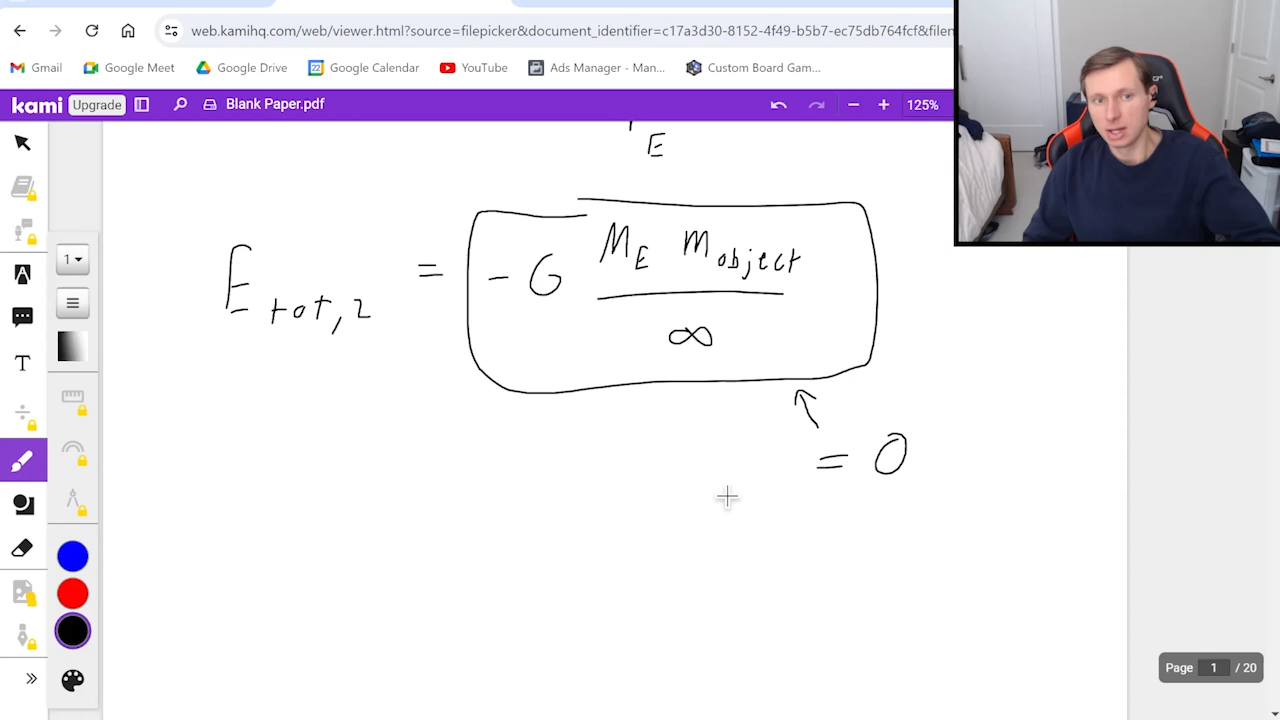 web.kamihq.com/web/viewer.html?source=filepicker&document_identifier=c17a3d30-8152-4f49-b5b7-ec75db764fcf&filen
Gmail Google Meet Google Drive 22 Google Calendar YouTube Ads Manager - Man... Custom Board Gam...
kami Upgrade Blank Paper.pdf 125%
E
E tot, 2 = - G M_E m_object
∞
= 0
1
T
Page 1 / 20